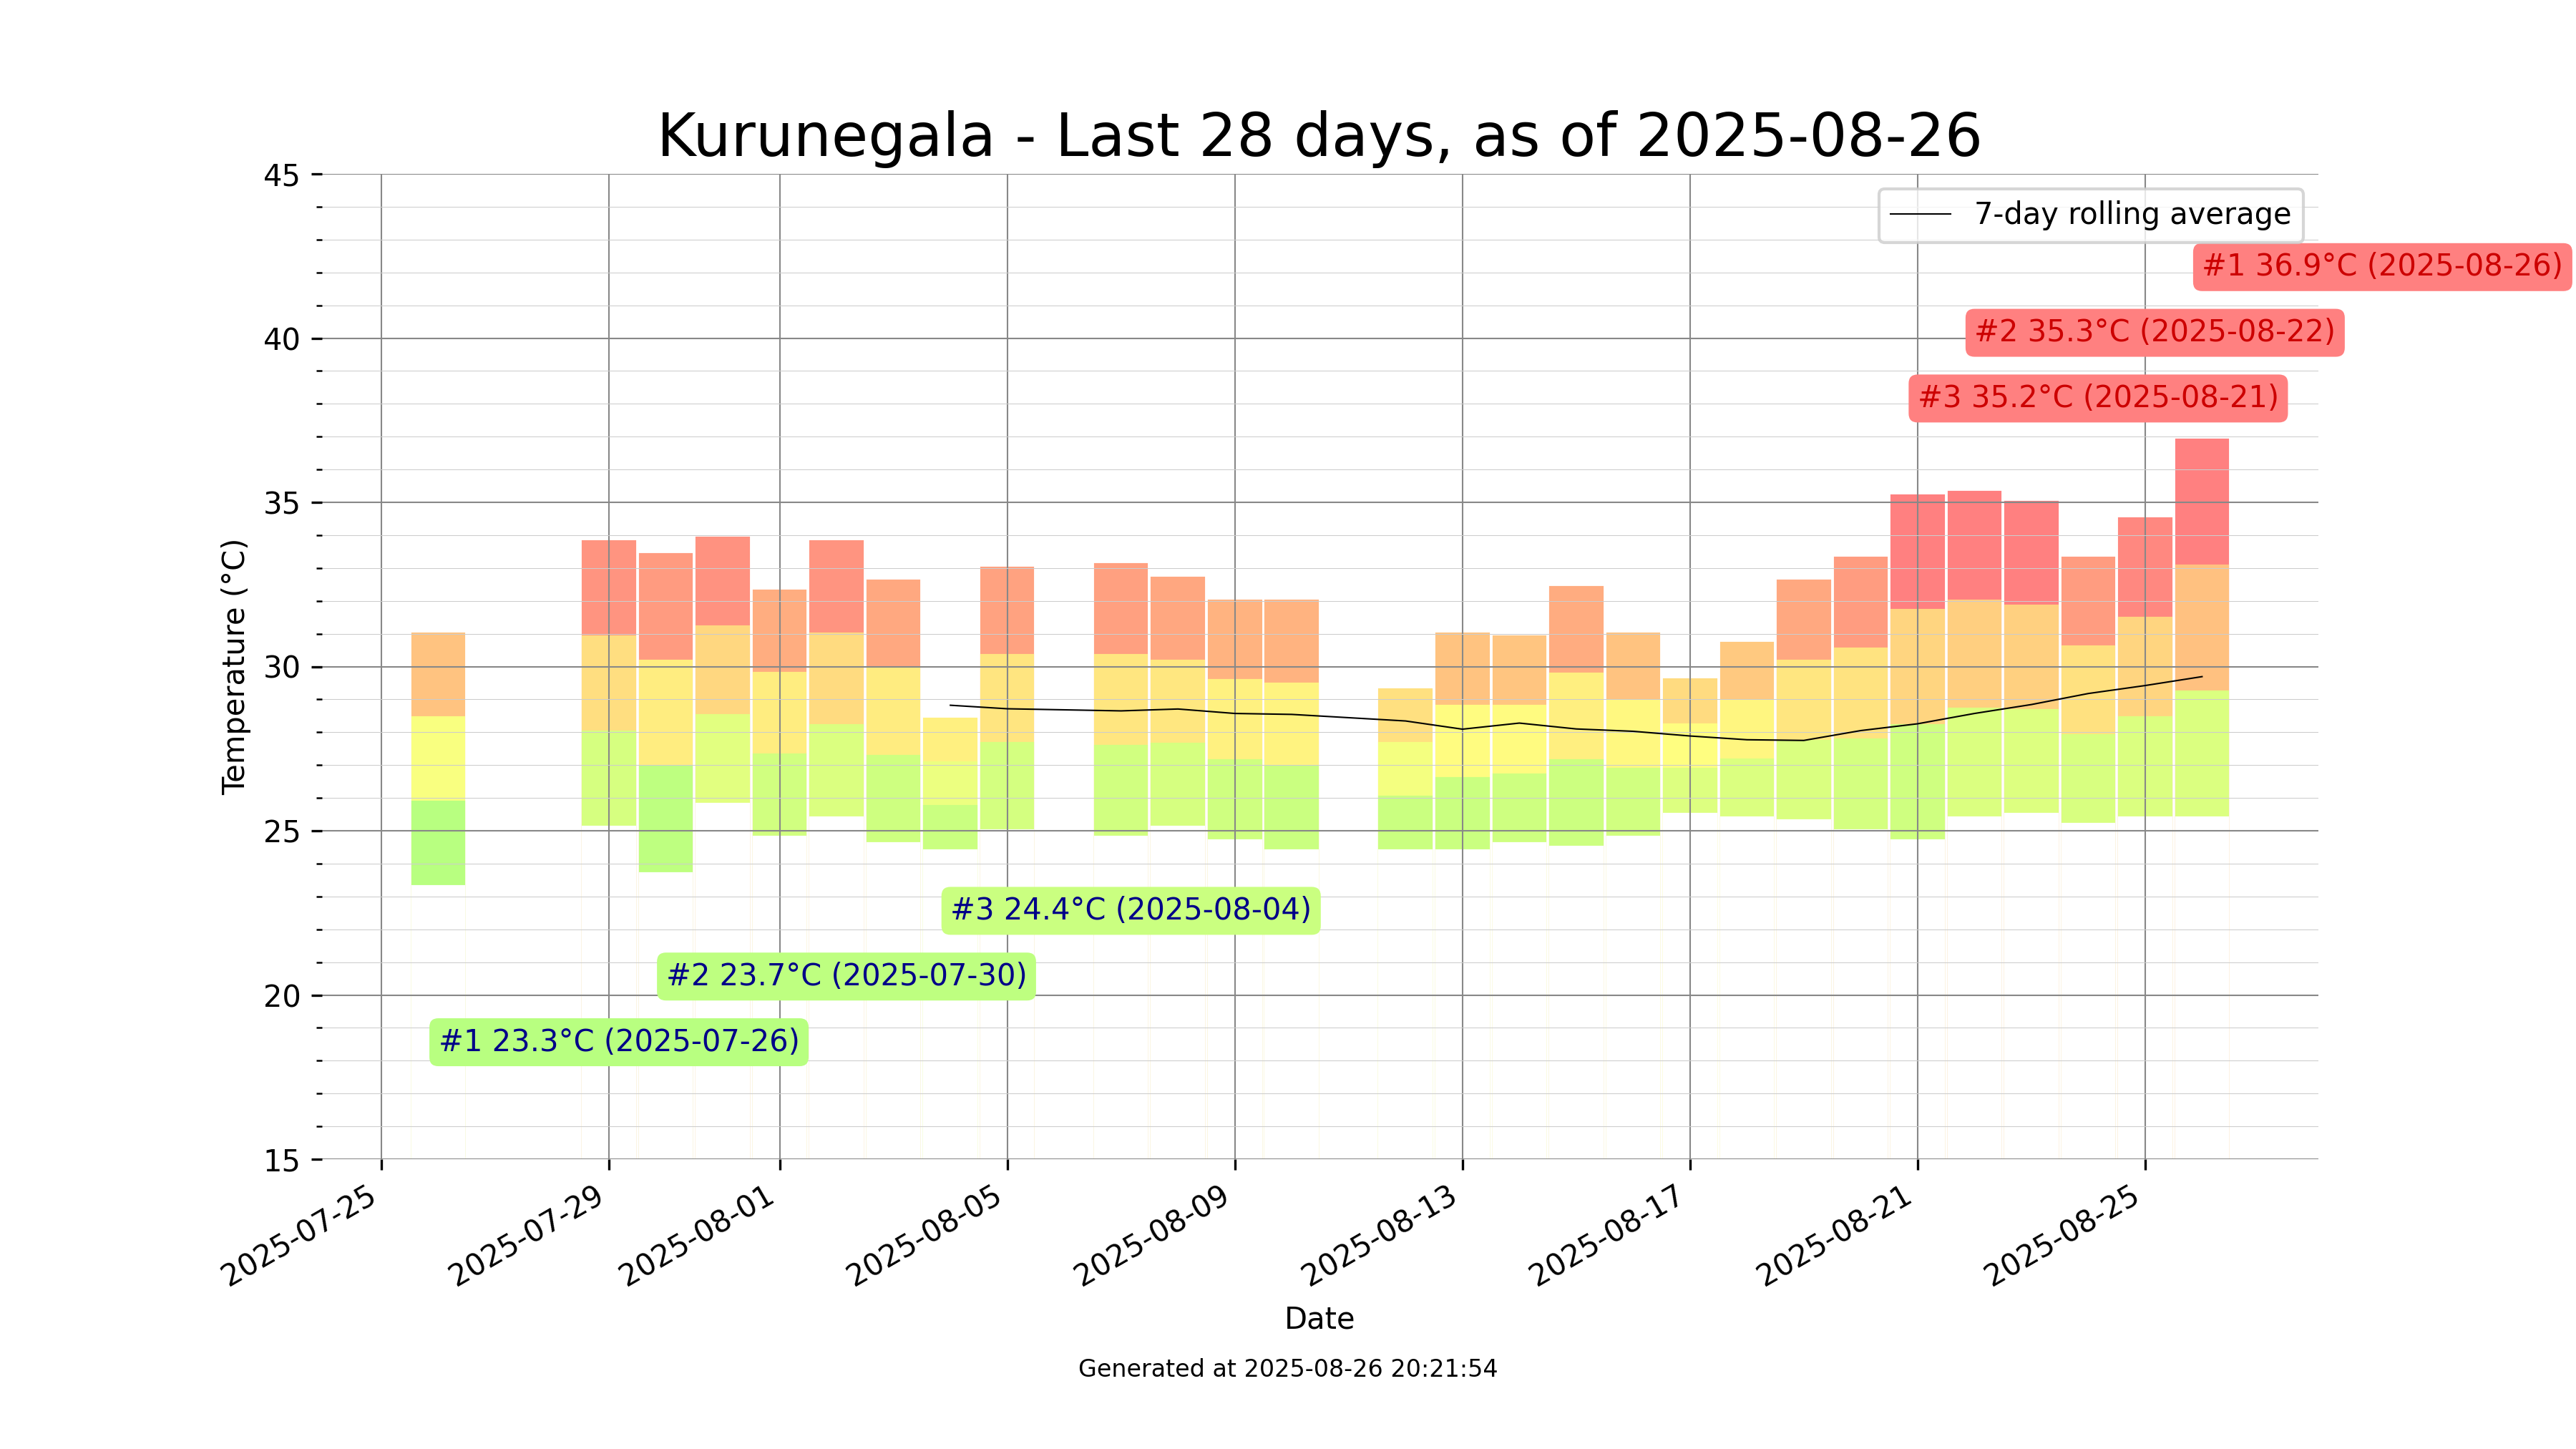 Kurunegala - Last 28 days, as of 2025-08-26
7-day rolling average
#1 36.9°C (2025-08-26)
#2 35.3°C (2025-08-22)
#3 35.2°C (2025-08-21)
#3 24.4°C (2025-08-04)
#2 23.7°C (2025-07-30)
#1 23.3°C (2025-07-26)
Temperature (°C)
45
40
35
30
25
20
15
2025-07-25
2025-07-29
2025-08-01
2025-08-05
2025-08-09
2025-08-13
2025-08-17
2025-08-21
2025-08-25
Date
Generated at 2025-08-26 20:21:54